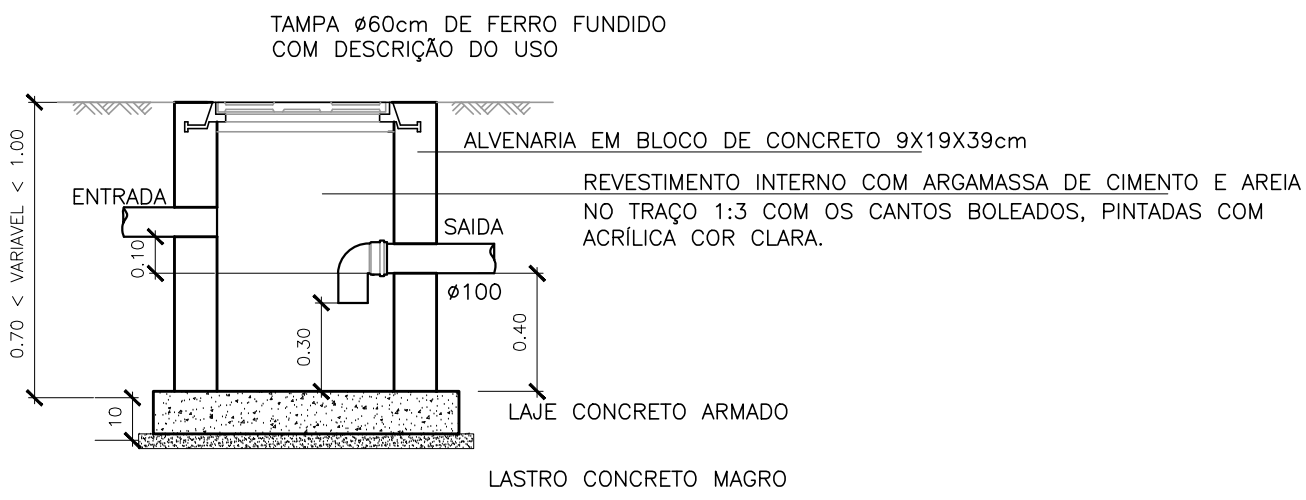 TAMPA ø60cm DE FERRO FUNDIDO
COM DESCRIÇÃO DO USO
ALVENARIA EM BLOCO DE CONCRETO 9X19X39cm
REVESTIMENTO INTERNO COM ARGAMASSA DE CIMENTO E AREIA
NO TRAÇO 1:3 COM OS CANTOS BOLEADOS, PINTADAS COM
ACRÍLICA COR CLARA.
ENTRADA
SAIDA
0.70 < VARIAVEL < 1.00
0.10
ø100
0.30
0.40
10
LAJE CONCRETO ARMADO
LASTRO CONCRETO MAGRO